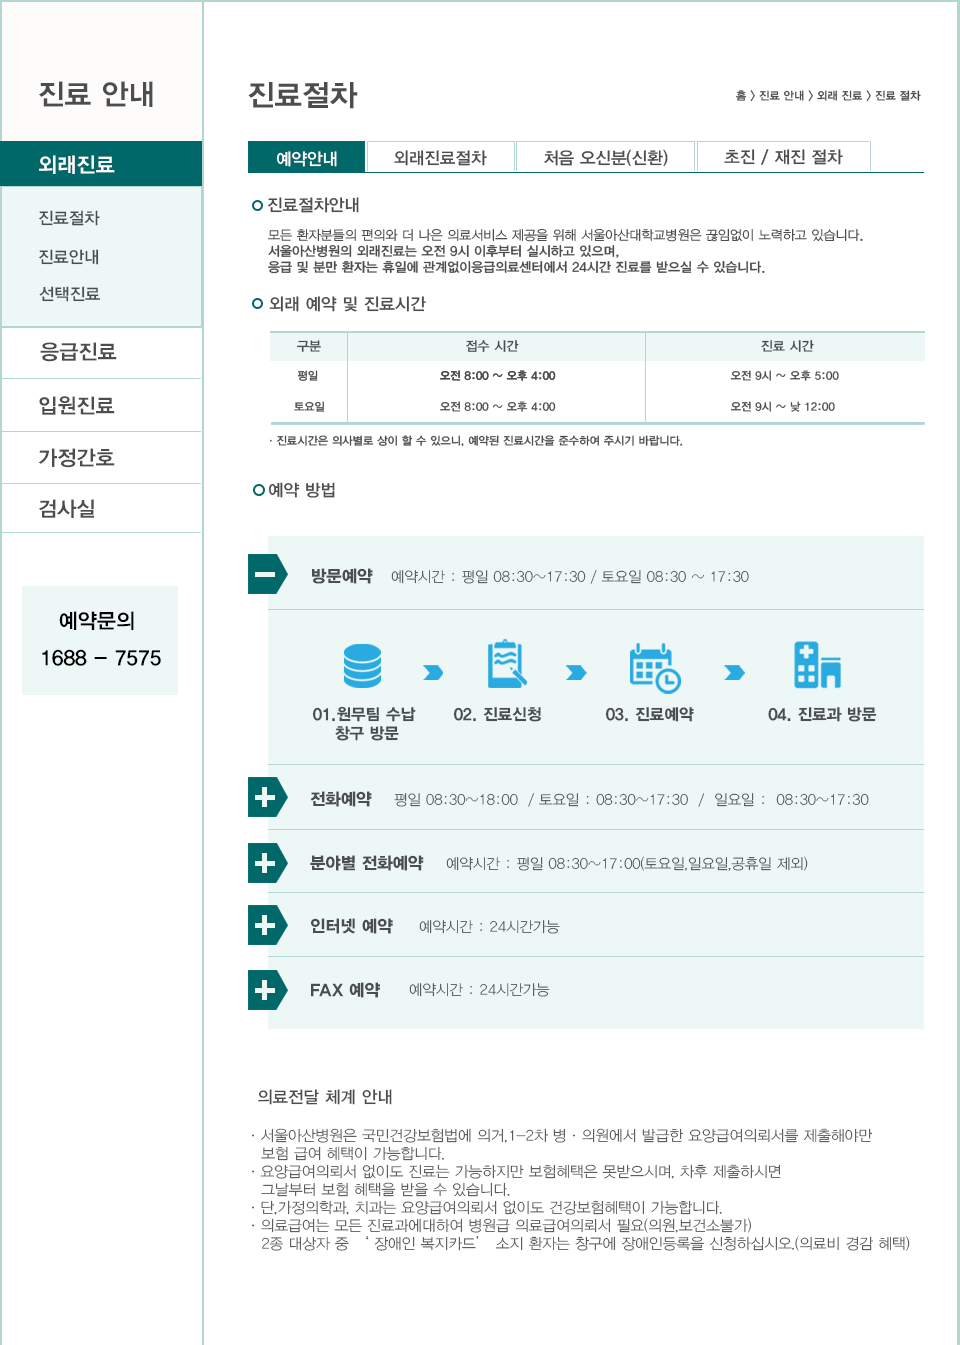 진료 안내
외래진료
진료절차
진료안내
선택진료
응급진료
입원진료
가정간호
검사실
예약문의
1688 - 7575
진료절차
홈 > 진료 안내 > 외래 진료 > 진료 절차
예약안내
외래진료절차
처음 오신분(신환)
초진 / 재진 절차
진료절차안내
모든 환자분들의 편의와 더 나은 의료서비스 제공을 위해 서울아산대학교병원은 끊임없이 노력하고 있습니다.
서울아산병원의 외래진료는 오전 9시 이후부터 실시하고 있으며,
응급 및 분만 환자는 휴일에 관계없이응급의료센터에서 24시간 진료를 받으실 수 있습니다.
외래 예약 및 진료시간
구분 접수 시간 진료 시간
평일 오전 8:00 ~ 오후 4:00 오전 9시 ~ 오후 5:00
토요일 오전 8:00 ~ 오후 4:00 오전 9시 ~ 낮 12:00
· 진료시간은 의사별로 상이 할 수 있으니, 예약된 진료시간을 준수하여 주시기 바랍니다.
예약 방법
방문예약 예약시간 : 평일 08:30~17:30 / 토요일 08:30 ~ 17:30
01.원무팀 수납
창구 방문
02. 진료신청
03. 진료예약
04. 진료과 방문
전화예약 평일 08:30~18:00 / 토요일 : 08:30~17:30 / 일요일 : 08:30~17:30
분야별 전화예약 예약시간 : 평일 08:30~17:00(토요일,일요일,공휴일 제외)
인터넷 예약 예약시간 : 24시간가능
FAX 예약 예약시간 : 24시간가능
의료전달 체계 안내
· 서울아산병원은 국민건강보험법에 의거,1-2차 병 · 의원에서 발급한 요양급여의뢰서를 제출해야만
보험 급여 혜택이 가능합니다.
· 요양급여의뢰서 없이도 진료는 가능하지만 보험혜택은 못받으시며, 차후 제출하시면
그날부터 보험 혜택을 받을 수 있습니다.
· 단,가정의학과, 치과는 요양급여의뢰서 없이도 건강보험혜택이 가능합니다.
· 의료급여는 모든 진료과에대하여 병원급 의료급여의뢰서 필요(의원,보건소불가)
2종 대상자 중 ‘ 장애인 복지카드’ 소지 환자는 창구에 장애인등록을 신청하십시오.(의료비 경감 혜택)